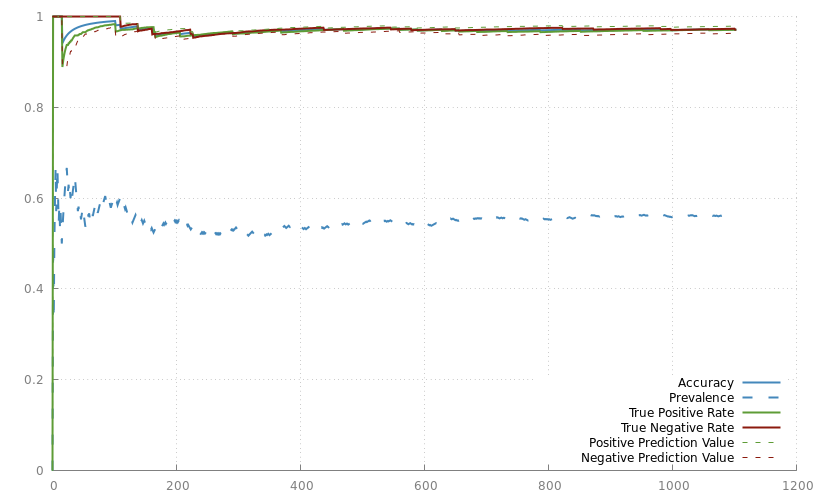 1
0.8
0.6
0.4
0.2
0
Accuracy
Prevalence
True Positive Rate
True Negative Rate
Positive Prediction Value
Negative Prediction Value
0 200 400 600 800 1000 1200